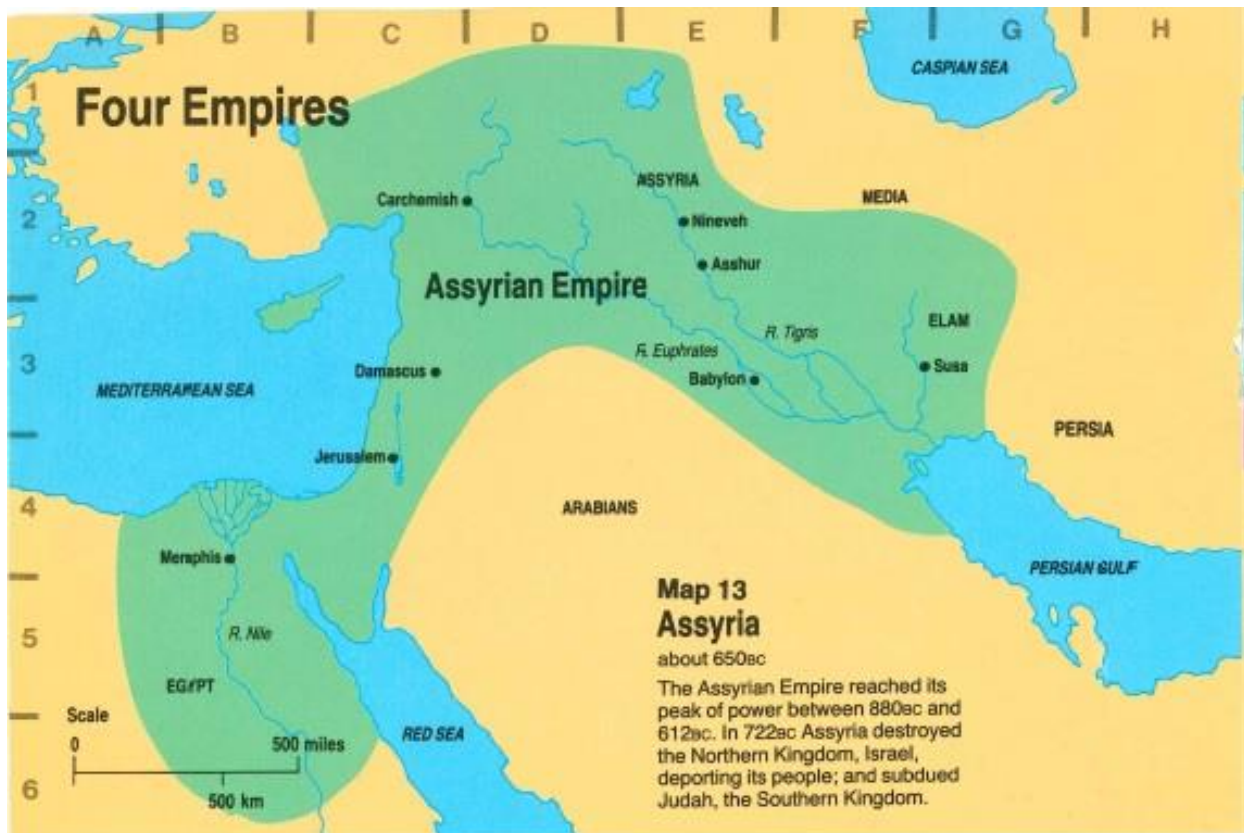 A B C D E F G H
1
Four Empires
CASPIAN SEA
ASSYRIA
MEDIA
Carchemish
2
Nineveh
Asshur
Assyrian Empire
ELAM
R. Tigris
3
R. Euphrates
Damascus
Susa
Babylon
MEDITERRANEAN SEA
PERSIA
Jerusalem
4
ARABIANS
Memphis
PERSIAN GULF
Map 13
Assyria
5
R. Nile
about 650BC
EGYPT
The Assyrian Empire reached its
peak of power between 880BC and
612BC. In 722BC Assyria destroyed
the Northern Kingdom, Israel,
deporting its people; and subdued
Judah, the Southern Kingdom.
Scale
0 500 miles
500 km
RED SEA
6